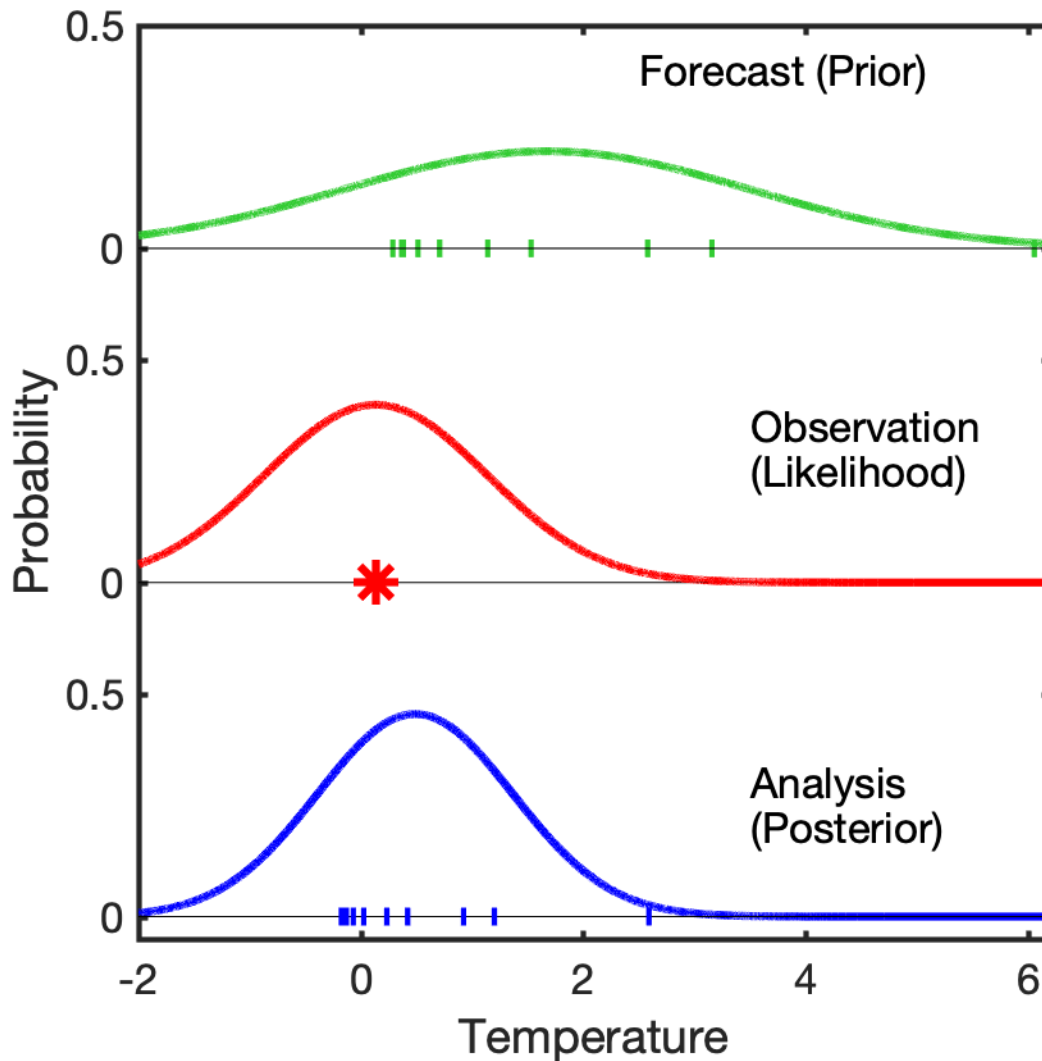 0.5
Forecast (Prior)
0
0.5
Observation
(Likelihood)
0
0.5
Analysis
(Posterior)
0
-2 0 2 4 6
Temperature
Probability